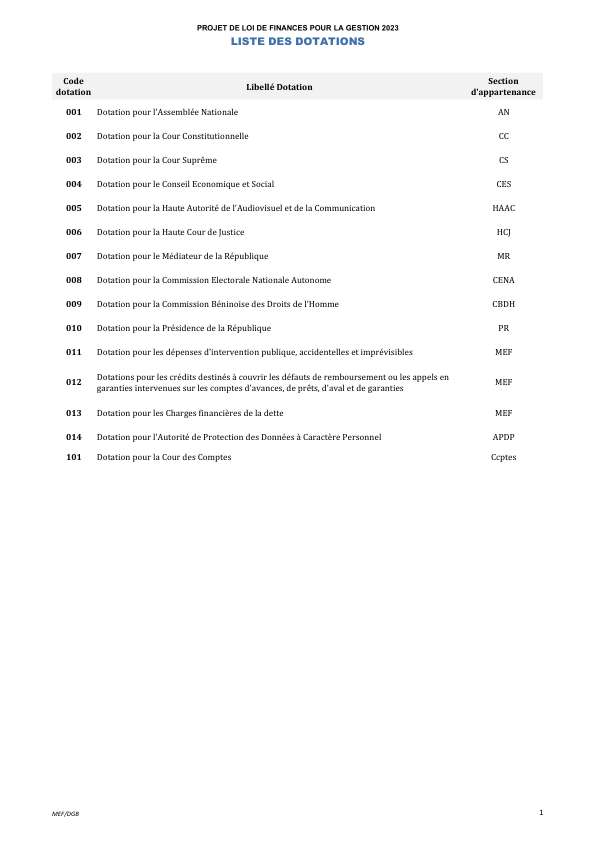 PROJET DE LOI DE FINANCES POUR LA GESTION 2023
LISTE DES DOTATIONS
Code dotation Libellé Dotation Section d'appartenance
001 Dotation pour l'Assemblée Nationale AN
002 Dotation pour la Cour Constitutionnelle CC
003 Dotation pour la Cour Suprême CS
004 Dotation pour le Conseil Economique et Social CES
005 Dotation pour la Haute Autorité de l'Audiovisuel et de la Communication HAAC
006 Dotation pour la Haute Cour de Justice HCJ
007 Dotation pour le Médiateur de la République MR
008 Dotation pour la Commission Electorale Nationale Autonome CENA
009 Dotation pour la Commission Béninoise des Droits de l'Homme CBDH
010 Dotation pour la Présidence de la République PR
011 Dotation pour les dépenses d'intervention publique, accidentelles et imprévisibles MEF
012 Dotations pour les crédits destinés à couvrir les défauts de remboursement ou les appels en
garanties intervenues sur les comptes d'avances, de prêts, d'aval et de garanties MEF
013 Dotation pour les Charges financières de la dette MEF
014 Dotation pour l'Autorité de Protection des Données à Caractère Personnel APDP
101 Dotation pour la Cour des Comptes Ccptes
MEF/DGB 1